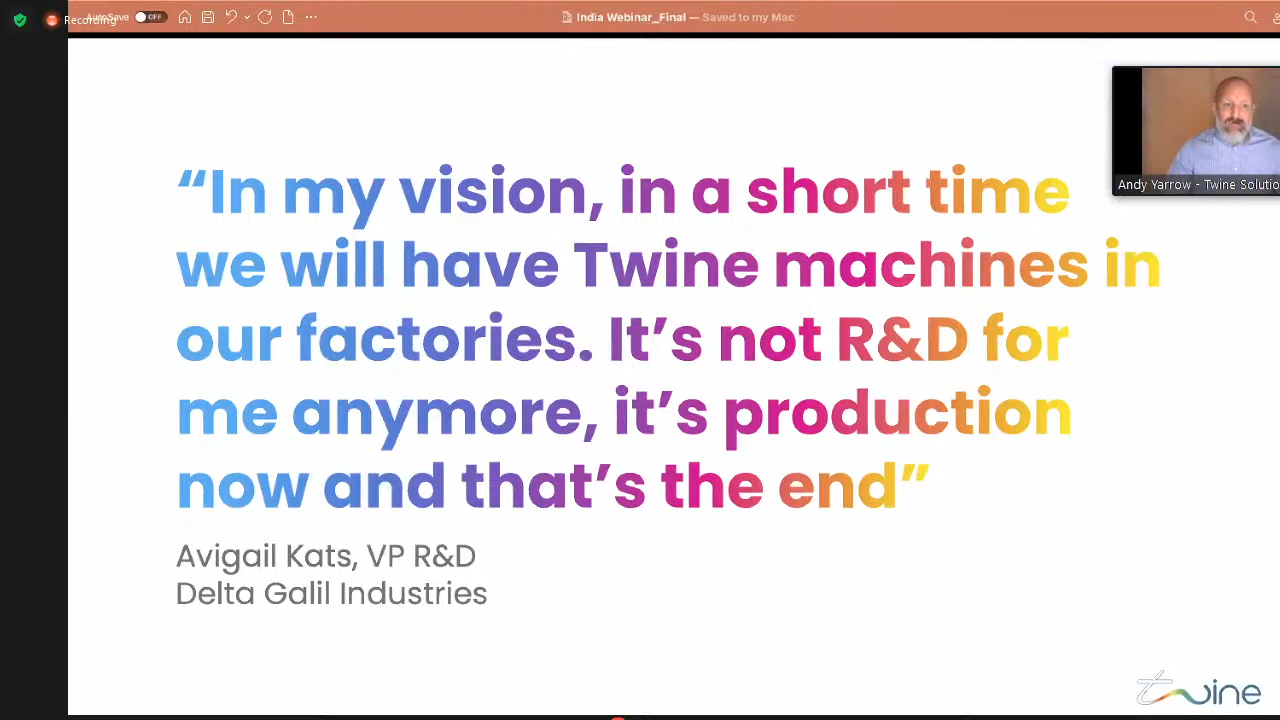 Recording
AutoSave
OFF
India Webinar_Final — Saved to my Mac
“In my vision, in a short time
we will have Twine machines in
our factories. It’s not R&D for
me anymore, it’s production
now and that’s the end”
Avigail Kats, VP R&D
Delta Galil Industries
Andy Yarrow - Twine Solutio
twine